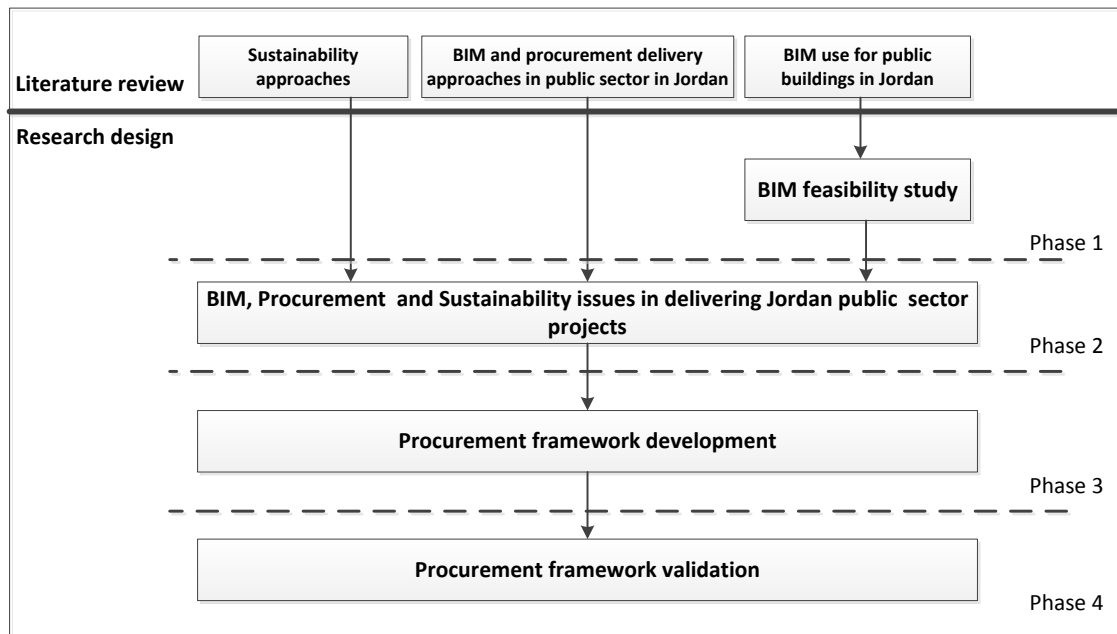 Sustainability
approaches
BIM and procurement delivery
approaches in public sector in Jordan
BIM use for public
buildings in Jordan
Literature review
Research design
BIM feasibility study
Phase 1
BIM, Procurement and Sustainability issues in delivering Jordan public sector
projects
Phase 2
Procurement framework development
Phase 3
Procurement framework validation
Phase 4